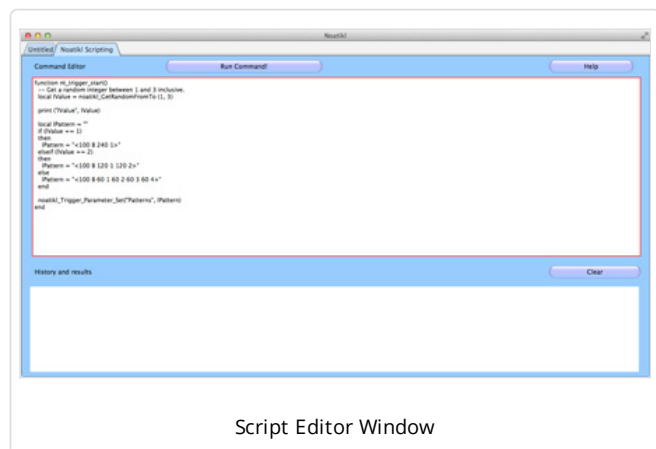 Noatikl
Untitled Noatikl Scripting
Command Editor Run Command! Help
function nt_trigger_start()
-- Get a random integer between 1 and 3 inclusive.
local lValue = noatikl_GetRandomFromTo (1, 3)
print ("lValue", lValue)
local lPattern = ""
if (lValue == 1)
then
lPattern = "<100 B 240 1>"
elseif (lValue == 2)
then
lPattern = "<100 B 120 1 120 2>"
else
lPattern = "<100 B 60 1 60 2 60 3 60 4>"
end
noatikl_Trigger_Parameter_Set("Patterns", lPattern)
end
History and results Clear
Script Editor Window